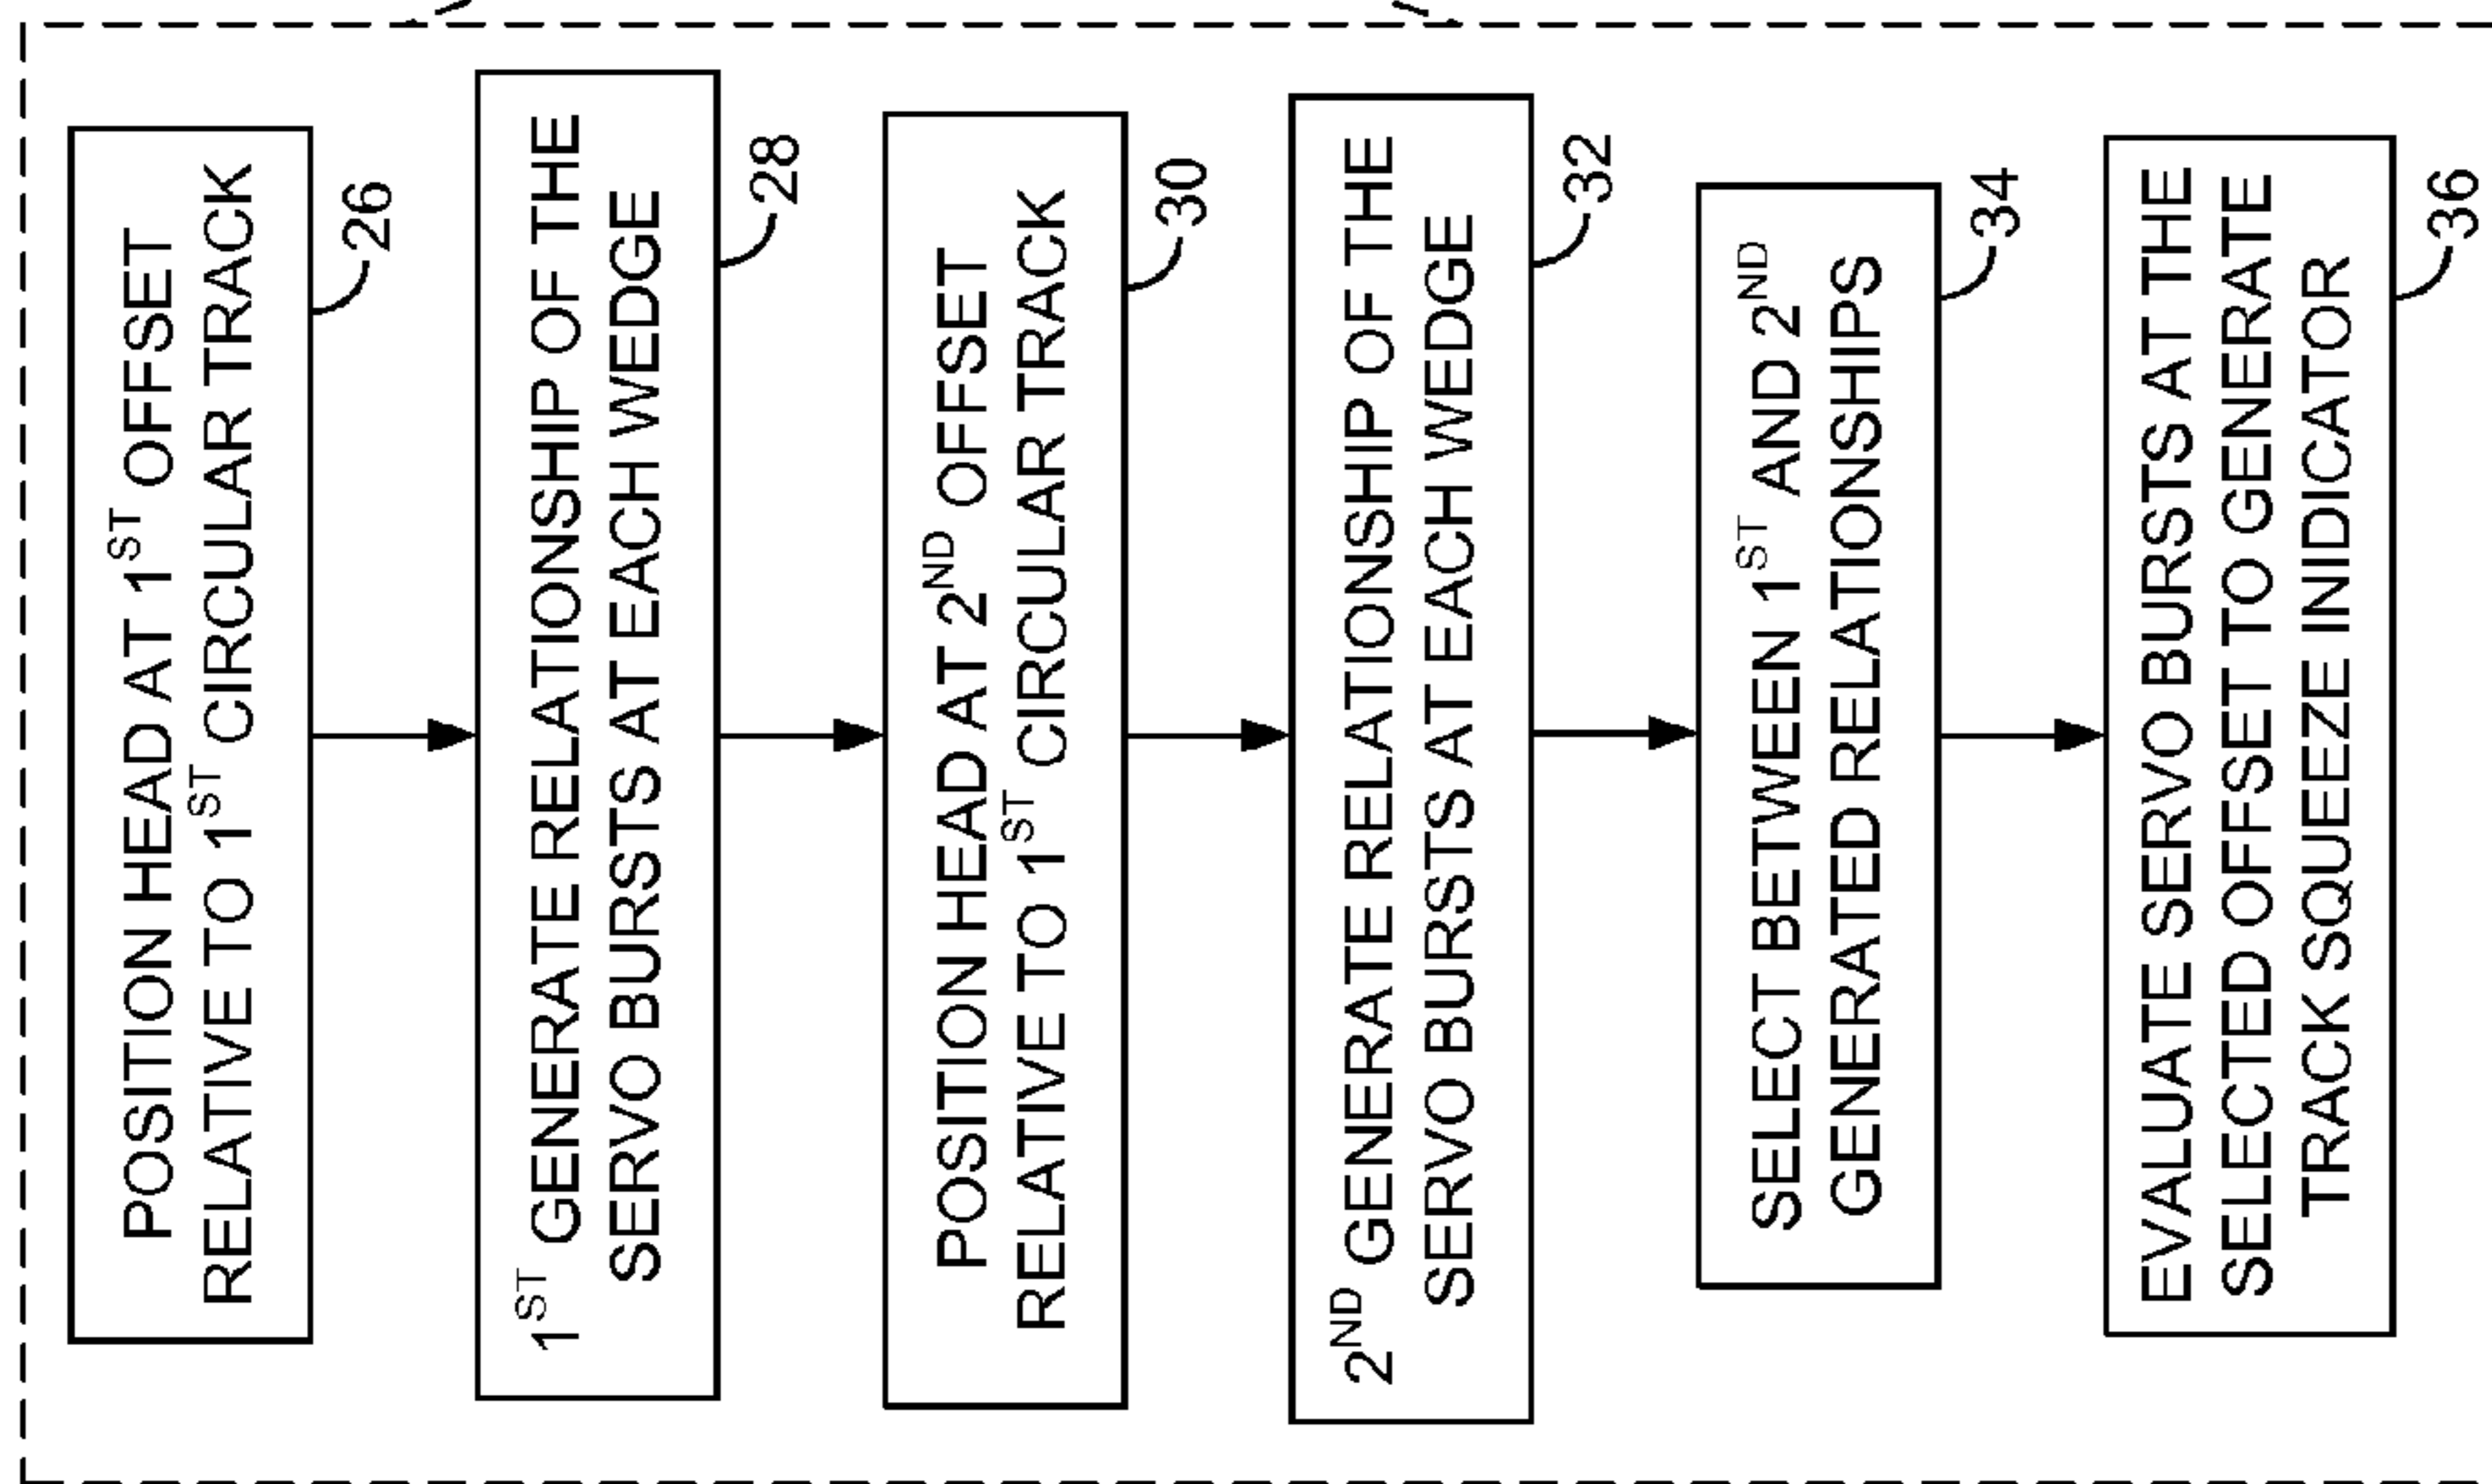 POSITION HEAD AT 1ST OFFSET
RELATIVE TO 1ST CIRCULAR TRACK
26
1ST GENERATE RELATIONSHIP OF THE
SERVO BURSTS AT EACH WEDGE
28
POSITION HEAD AT 2ND OFFSET
RELATIVE TO 1ST CIRCULAR TRACK
30
2ND GENERATE RELATIONSHIP OF THE
SERVO BURSTS AT EACH WEDGE
32
SELECT BETWEEN 1ST AND 2ND
GENERATED RELATIONSHIPS
34
EVALUATE SERVO BURSTS AT THE
SELECTED OFFSET TO GENERATE
TRACK SQUEEZE INIDICATOR
36